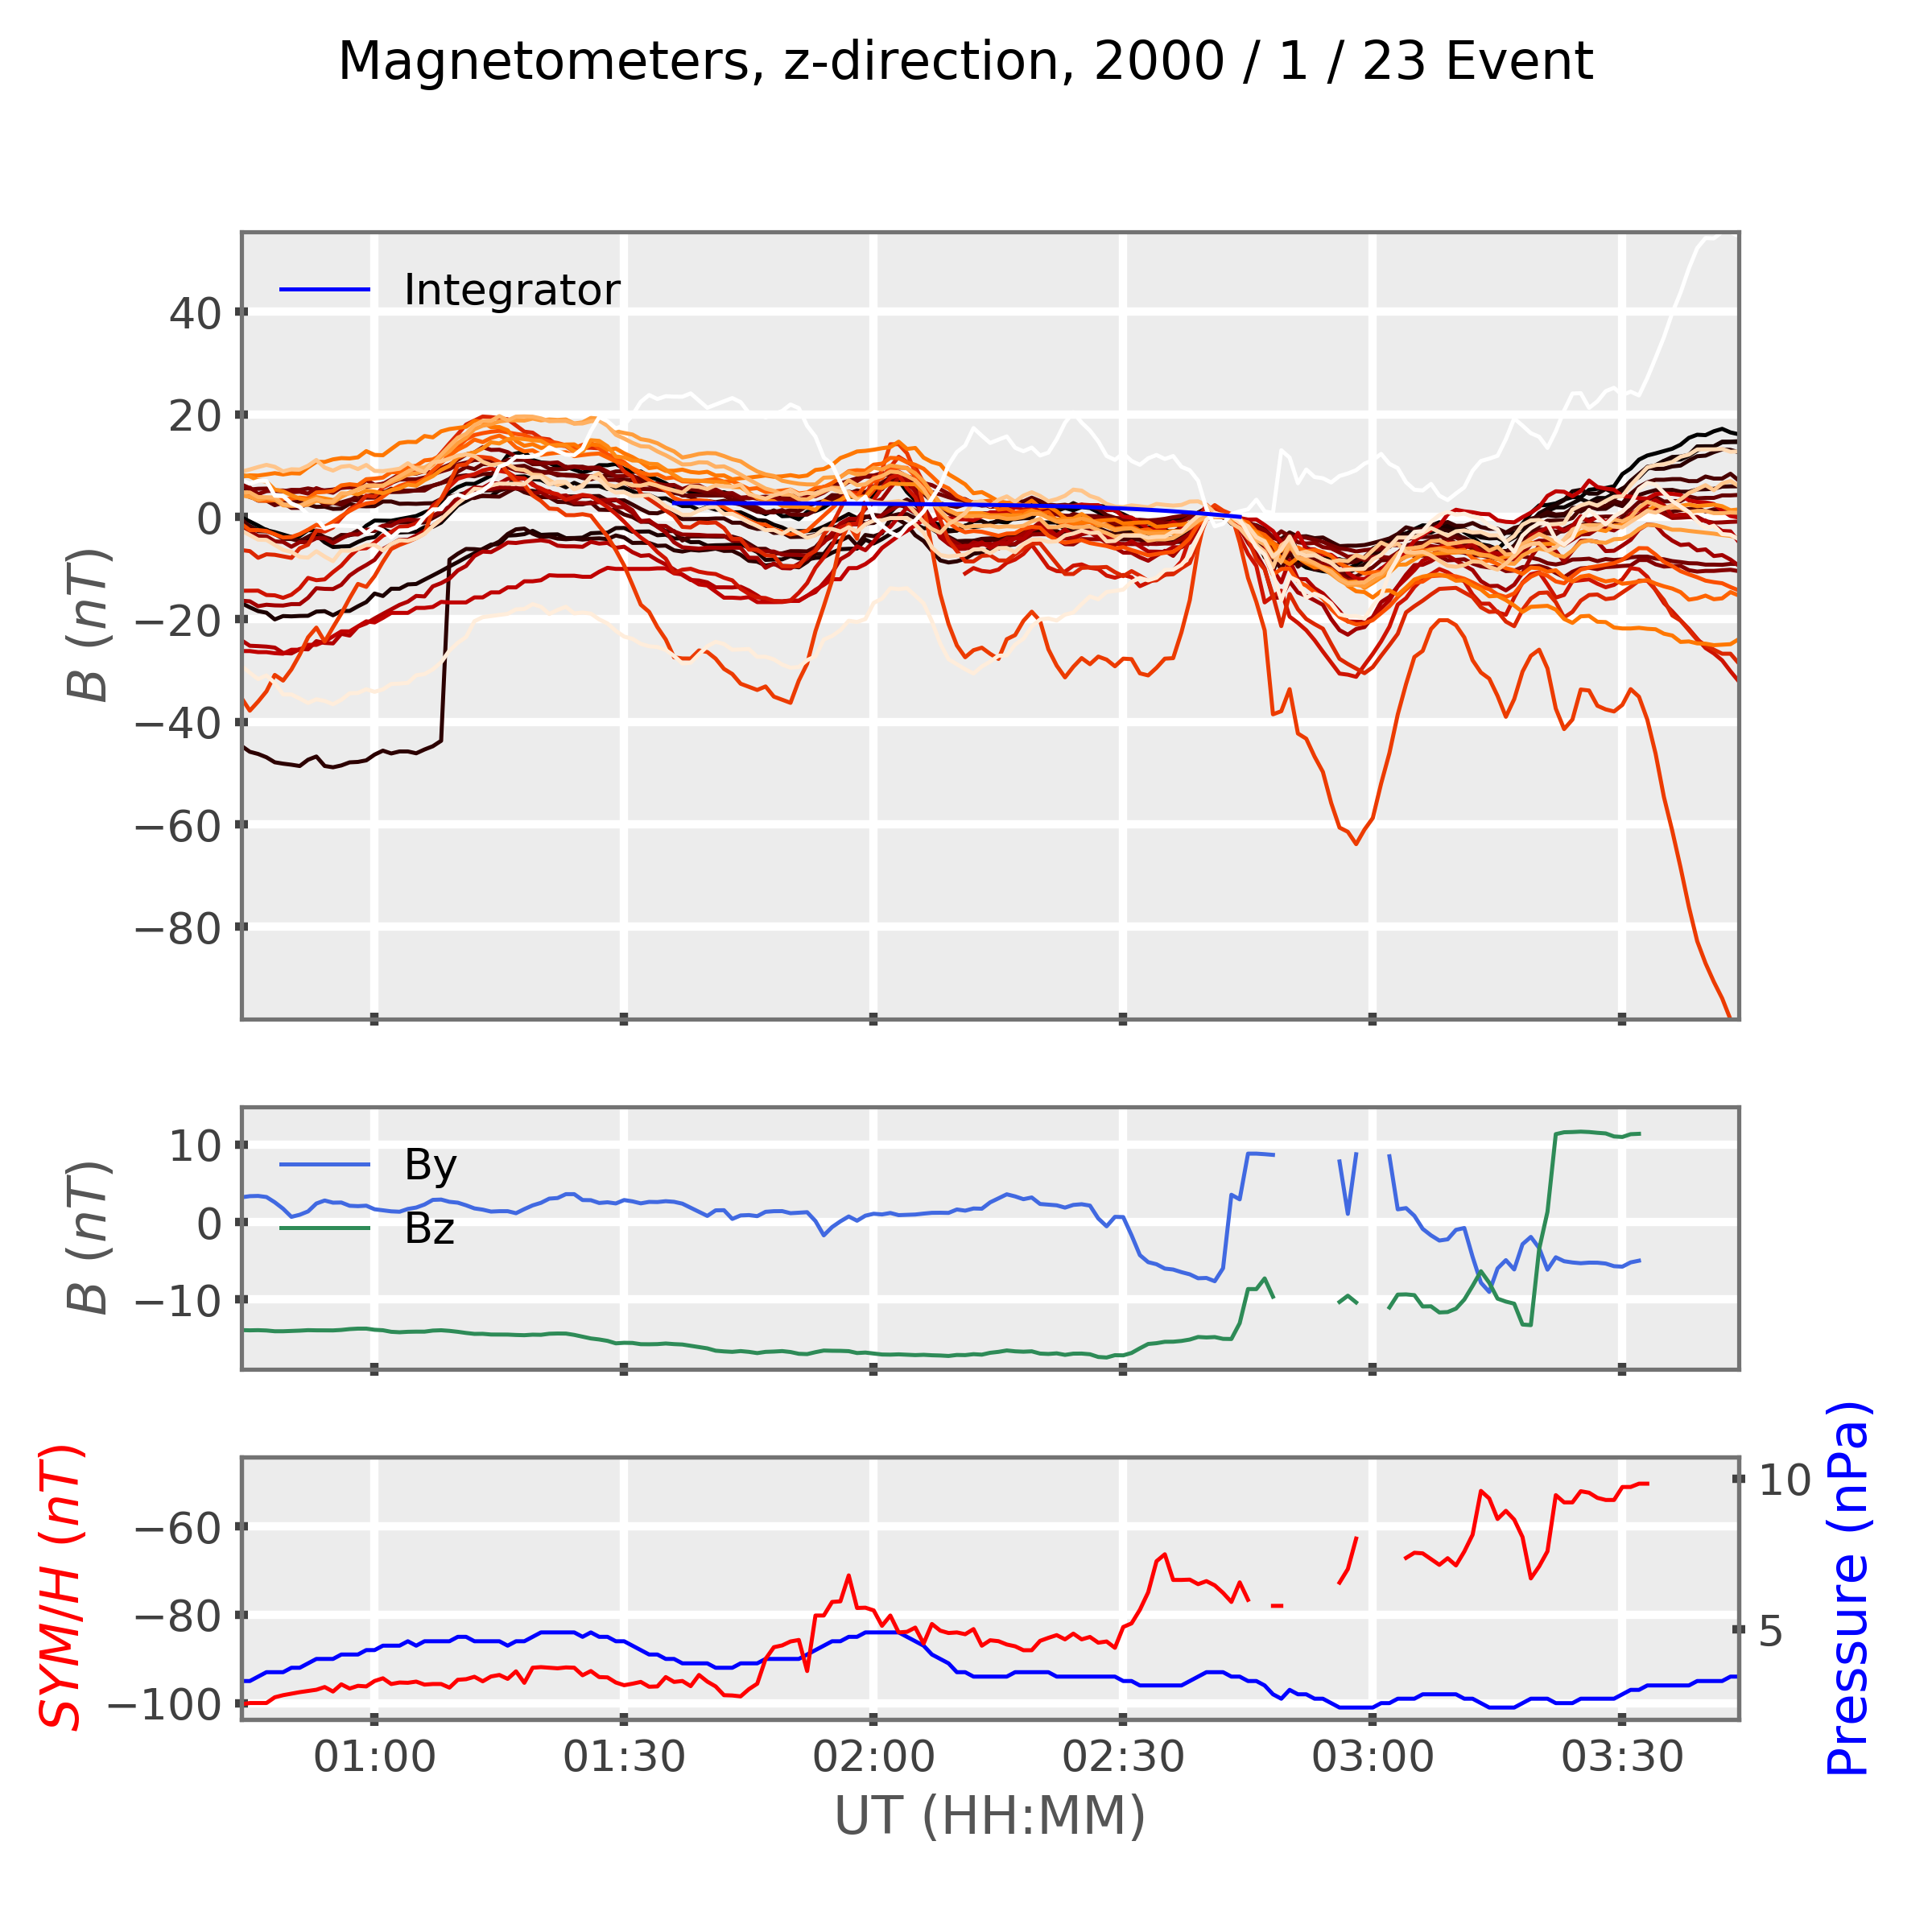 Magnetometers, z-direction, 2000 / 1 / 23 Event
Integrator
40
20
0
−20
−40
−60
−80
B (nT)
By
Bz
10
0
−10
B (nT)
−60
−80
−100
SYM/H (nT)
10
5
Pressure (nPa)
01:00 01:30 02:00 02:30 03:00 03:30
UT (HH:MM)